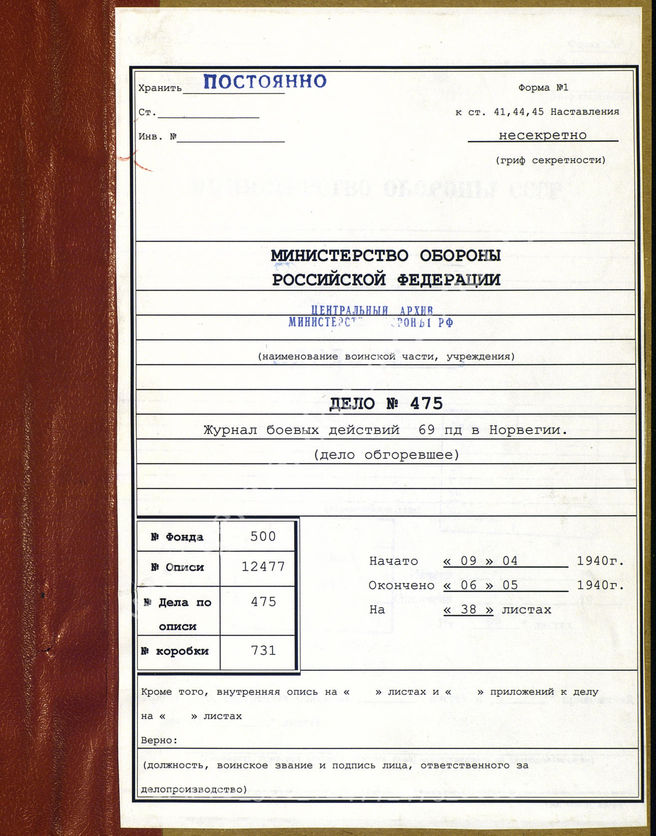 Хранить ПОСТОЯННО
Форма №1
Ст.
к ст. 41,44,45 Наставления
Инв. №
несекретно
(гриф секретности)
МИНИСТЕРСТВО ОБОРОНЫ
РОССИЙСКОЙ ФЕДЕРАЦИИ
ЦЕНТРАЛЬНЫЙ АРХИВ
МИНИСТЕРСТ ОРОНЫ РФ
(наименование воинской части, учреждения)
ДЕЛО № 475
Журнал боевых действий 69 пд в Норвегии.
(дело обгоревшее)
№ Фонда 500
№ Описи 12477
№ Дела по 475
описи
№ коробки 731
Начато « 09 » 04 1940г.
Окончено « 06 » 05 1940г.
На « 38 » листах
Кроме того, внутренняя опись на « » листах и « » приложений к делу
на « » листах
Верно:
(должность, воинское звание и подпись лица, ответственного за
делопроизводство)